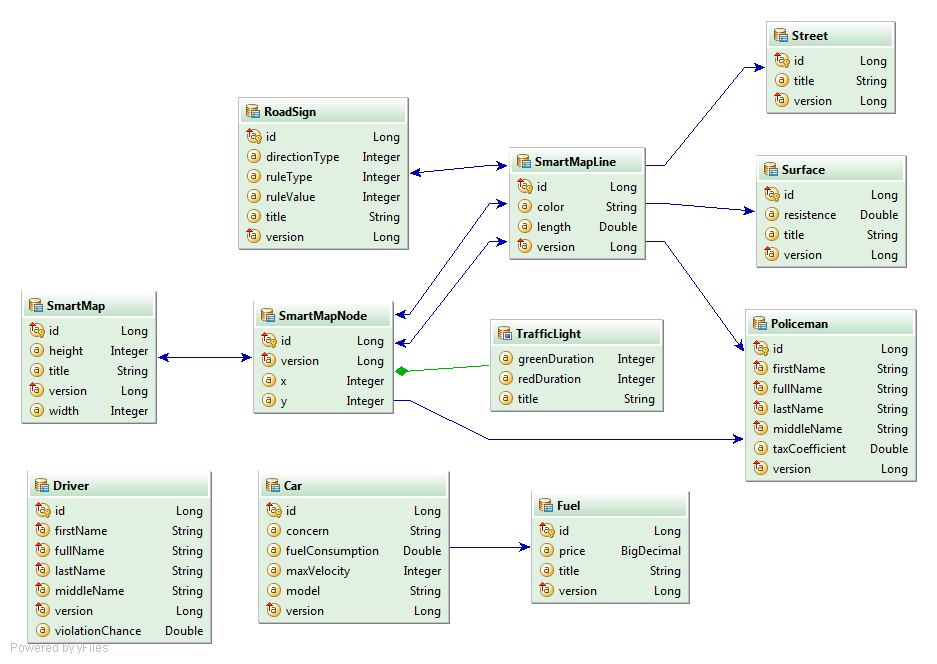 Street
id Long
title String
version Long
RoadSign
id Long
directionType Integer
ruleType Integer
ruleValue Integer
title String
version Long
SmartMapLine
id Long
color String
length Double
version Long
Surface
id Long
resistence Double
title String
version Long
SmartMap
id Long
height Integer
title String
version Long
width Integer
SmartMapNode
id Long
version Long
x Integer
y Integer
TrafficLight
greenDuration Integer
redDuration Integer
title String
Policeman
id Long
firstName String
fullName String
lastName String
middleName String
taxCoefficient Double
version Long
Driver
id Long
firstName String
fullName String
lastName String
middleName String
version Long
violationChance Double
Car
id Long
concern String
fuelConsumption Double
maxVelocity Integer
model String
version Long
Fuel
id Long
price BigDecimal
title String
version Long
Powered by yFiles